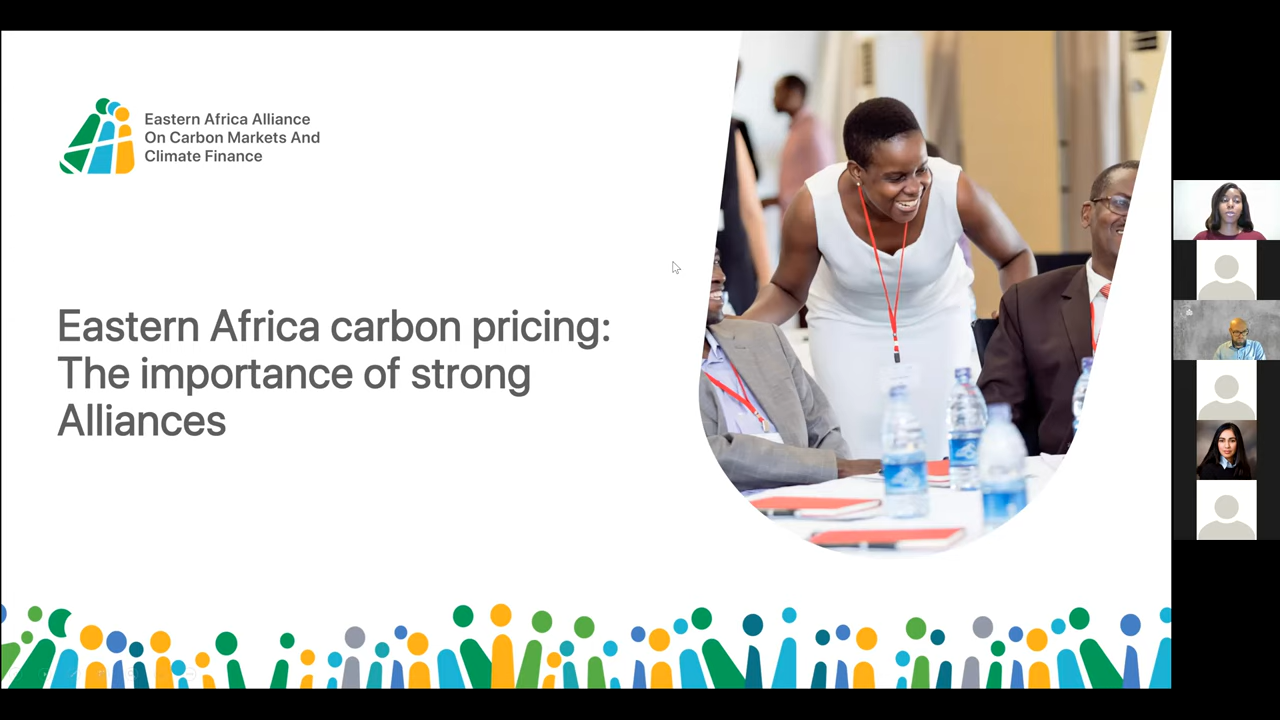 Eastern Africa Alliance
On Carbon Markets And
Climate Finance
Eastern Africa carbon pricing:
The importance of strong
Alliances